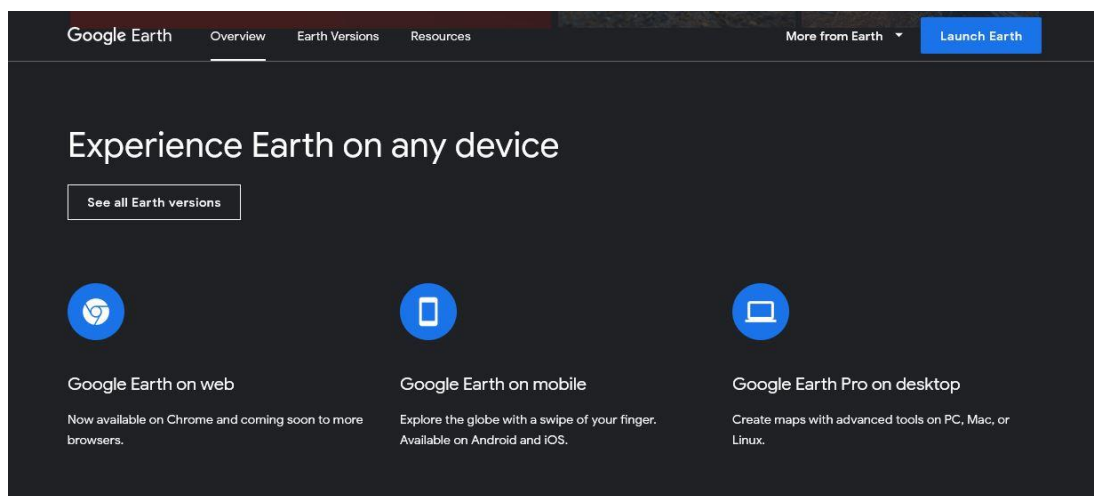 Google Earth Overview Earth Versions Resources More from Earth Launch Earth
Experience Earth on any device
See all Earth versions
Google Earth on web
Now available on Chrome and coming soon to more
browsers.
Google Earth on mobile
Explore the globe with a swipe of your finger.
Available on Android and iOS.
Google Earth Pro on desktop
Create maps with advanced tools on PC, Mac, or
Linux.